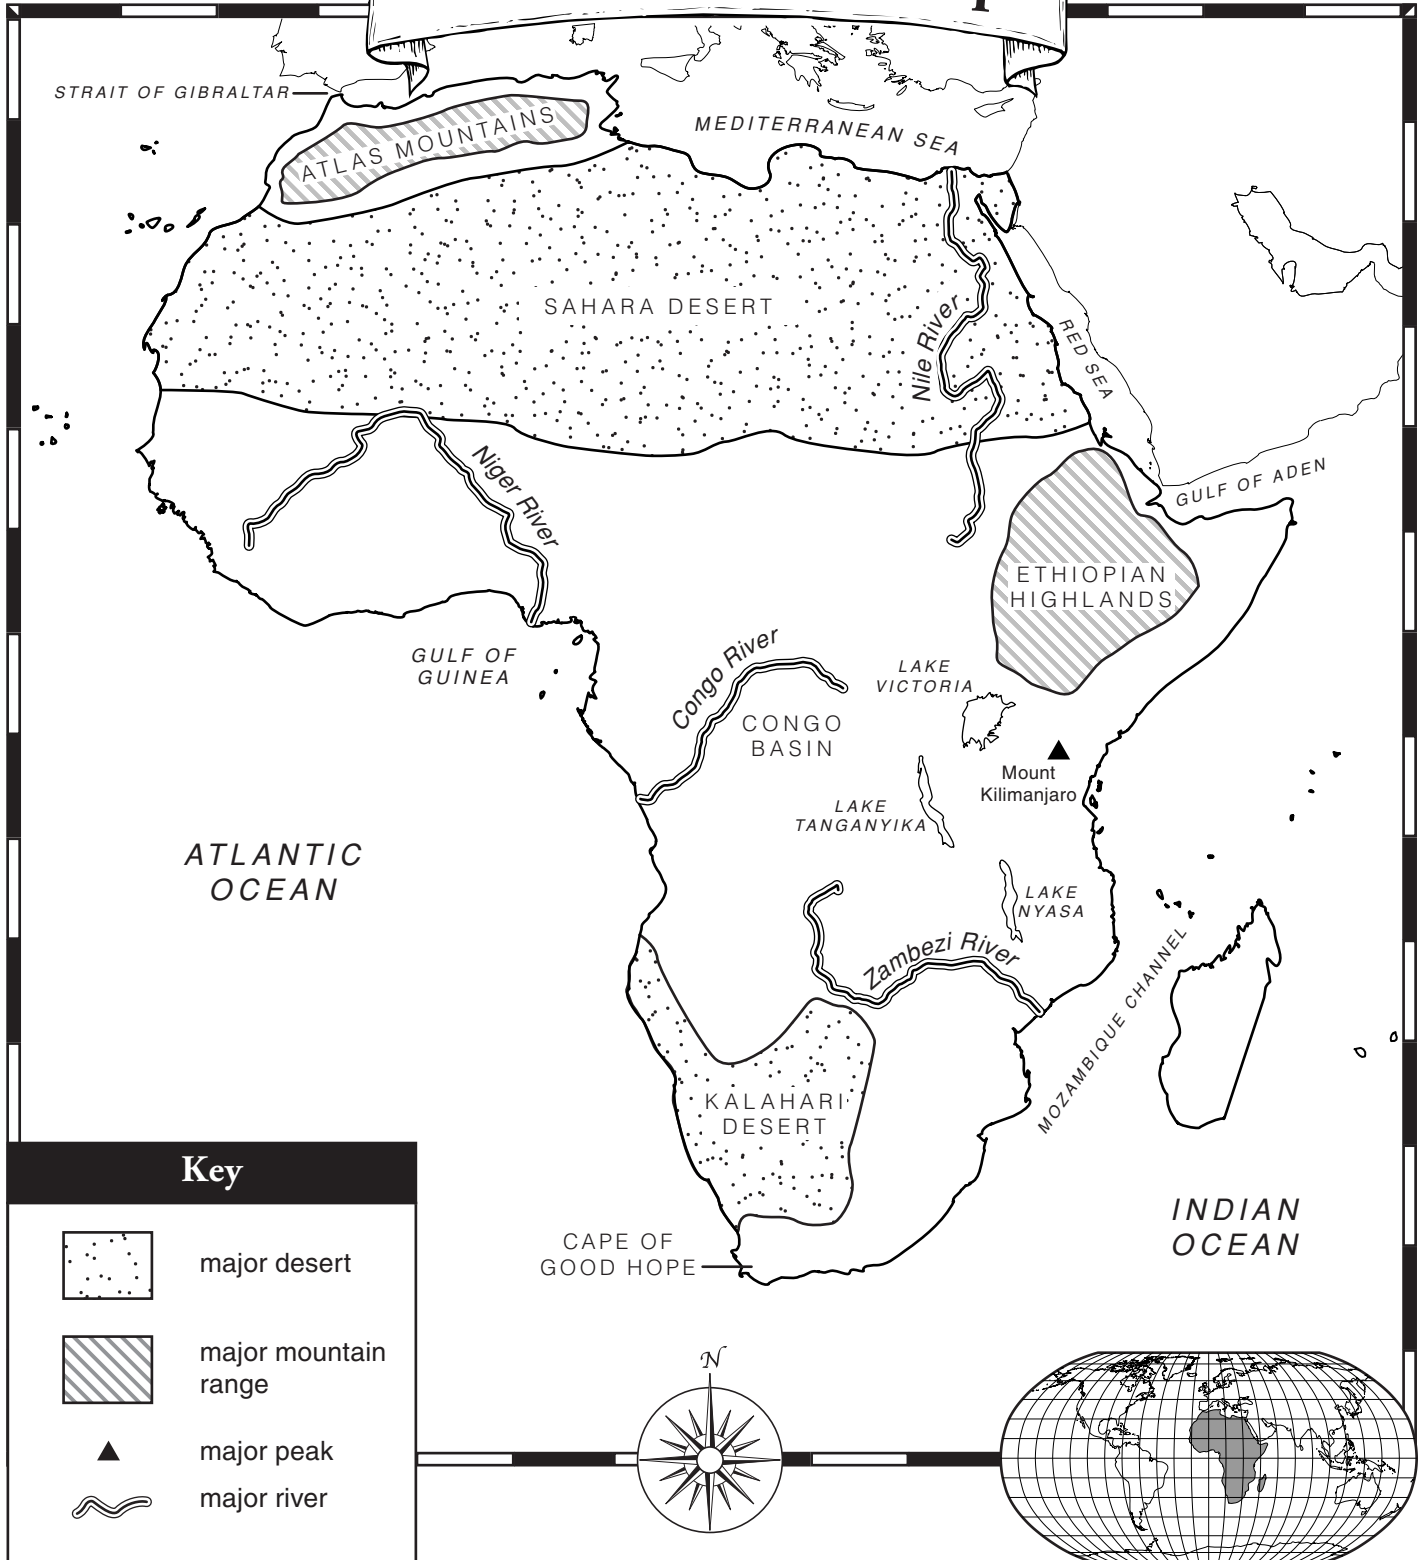 STRAIT OF GIBRALTAR
ATLAS MOUNTAINS
MEDITERRANEAN SEA
SAHARA DESERT
Nile River
RED SEA
Niger River
GULF OF ADEN
ETHIOPIAN
HIGHLANDS
GULF OF
GUINEA
Congo River
LAKE
VICTORIA
CONGO
BASIN
Mount
Kilimanjaro
LAKE
TANGANYIKA
ATLANTIC
OCEAN
LAKE
NYASA
Zambezi River
MOZAMBIQUE CHANNEL
KALAHARI
DESERT
INDIAN
OCEAN
CAPE OF
GOOD HOPE
Key
major desert
major mountain
range
major peak
major river
N